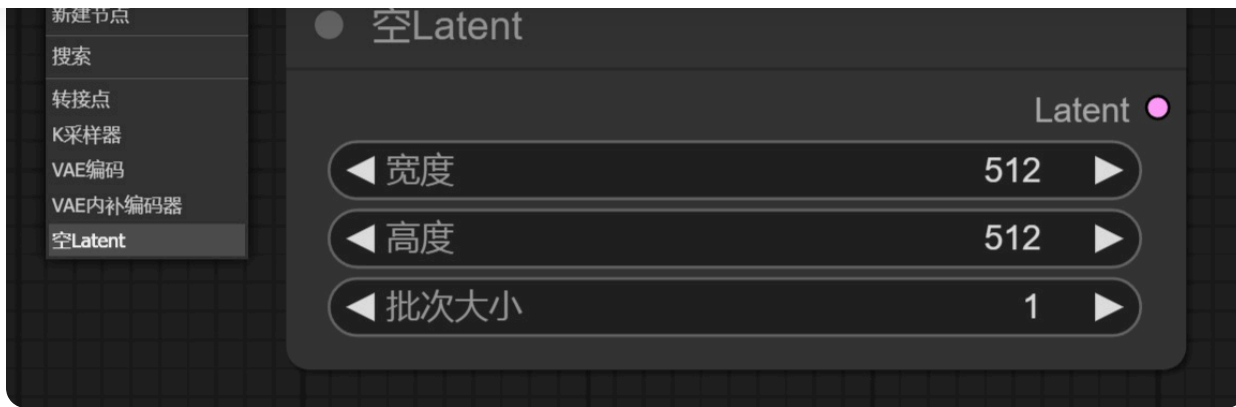 新建节点
搜索
转接点
K采样器
VAE编码
VAE内补编码器
空Latent
空Latent
Latent
宽度 512
高度 512
批次大小 1